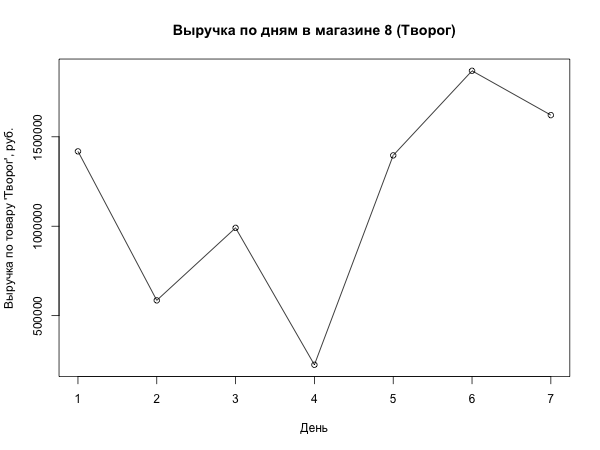 Выручка по дням в магазине 8 (Творог)
Выручка по товару 'Творог', руб.
1500000
1000000
500000
1 2 3 4 5 6 7
День